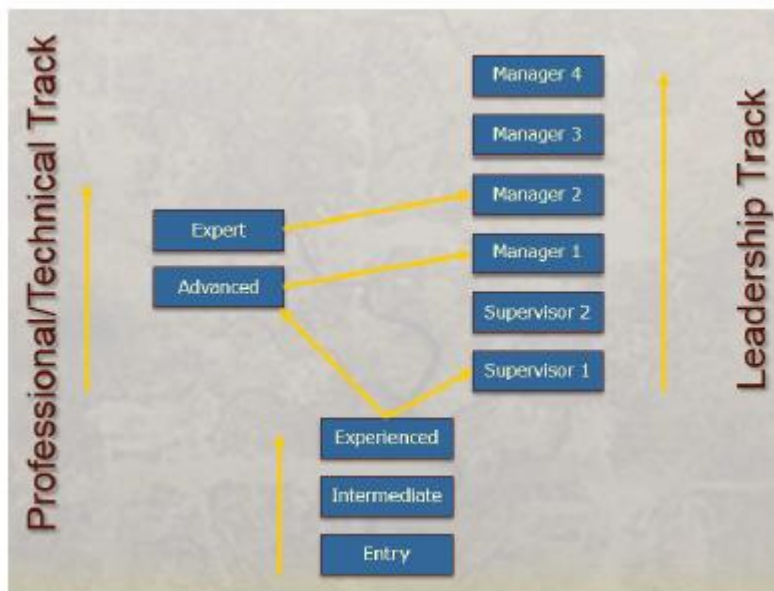 Professional/Technical Track
Leadership Track
Manager 4
Manager 3
Manager 2
Manager 1
Supervisor 2
Supervisor 1
Expert
Advanced
Experienced
Intermediate
Entry